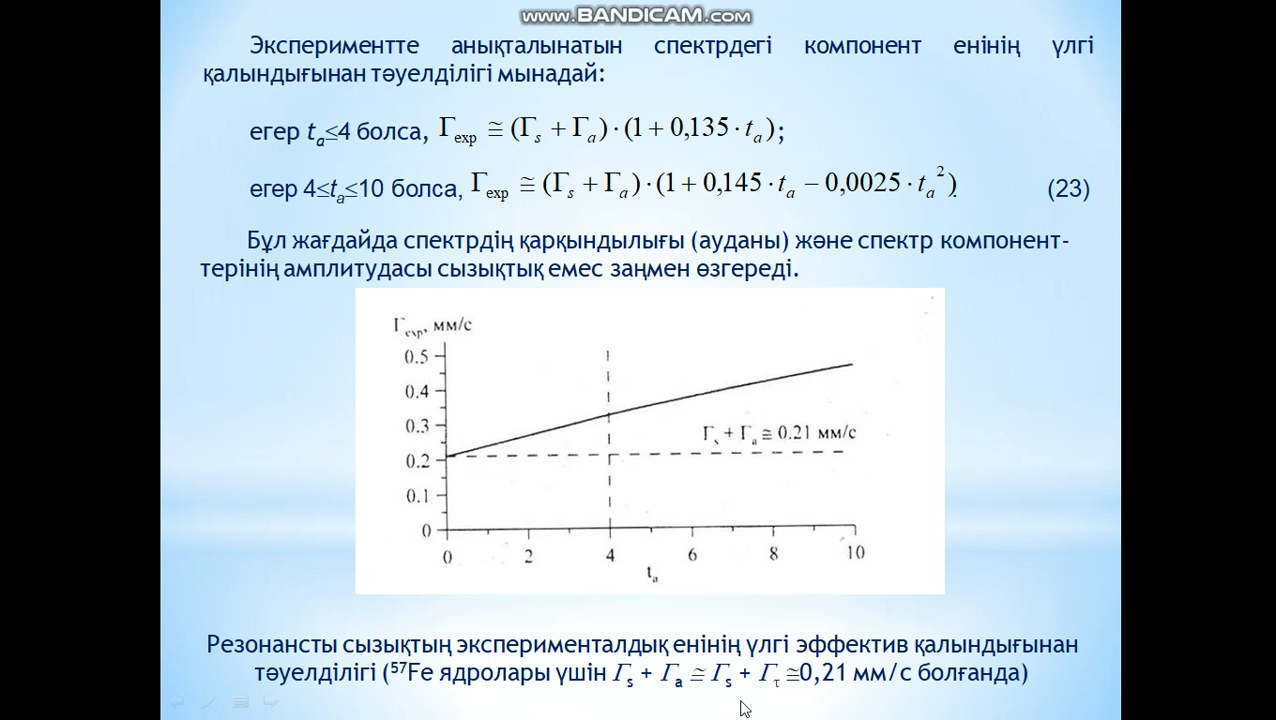 www.BANDICAM.com
Экспериментте анықталынатын спектрдегі компонент енінің үлгі
қалындығынан тәуелділігі мынадай:
егер tₐ≤4 болса, Γexp ≅ (Γs + Γa)·(1 + 0,135·ta);
егер 4≤tₐ≤10 болса, Γexp ≅ (Γs + Γa)·(1 + 0,145·ta − 0,0025·ta²) (23)
Бұл жағдайда спектрдің қарқындылығы (ауданы) және спектр компонент-
терінің амплитудасы сызықтық емес заңмен өзгереді.
Γexp, мм/с
0.5
0.4
0.3
Γs + Γa ≅ 0.21 мм/с
0.2
0.1
0
0 2 4 6 8 10
ta
Резонансты сызықтың эксперименталдық енінің үлгі эффектив қалындығынан
тәуелділігі (⁵⁷Fe ядролары үшін Γs + Γa ≅ Γs + Γτ ≅0,21 мм/с болғанда)